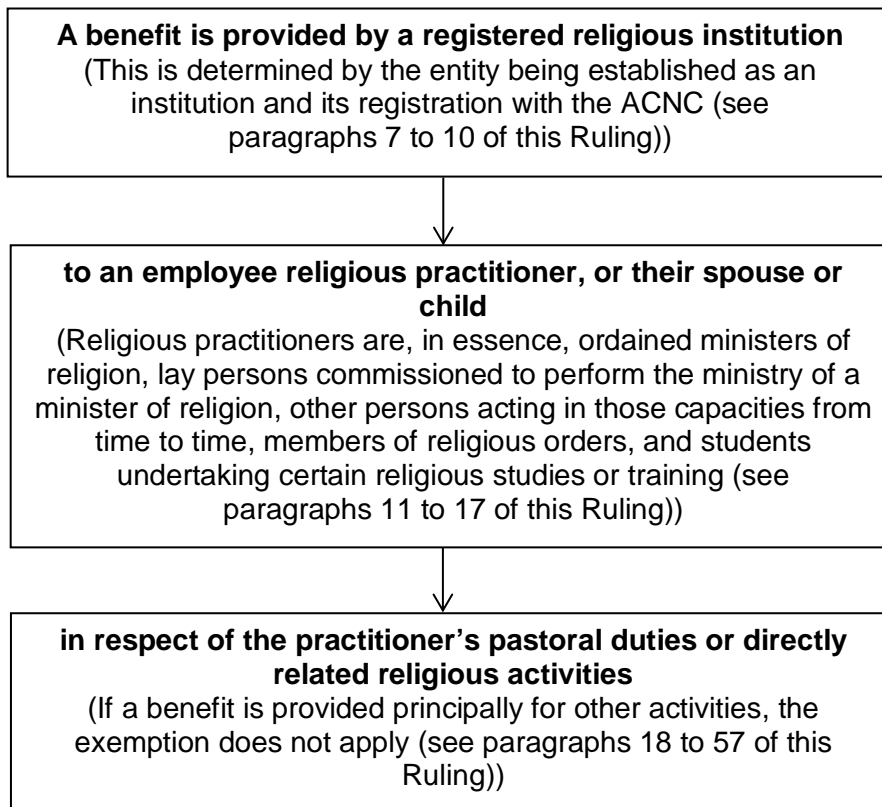 A benefit is provided by a registered religious institution
(This is determined by the entity being established as an
institution and its registration with the ACNC (see
paragraphs 7 to 10 of this Ruling))
to an employee religious practitioner, or their spouse or
child
(Religious practitioners are, in essence, ordained ministers of
religion, lay persons commissioned to perform the ministry of a
minister of religion, other persons acting in those capacities from
time to time, members of religious orders, and students
undertaking certain religious studies or training (see
paragraphs 11 to 17 of this Ruling))
in respect of the practitioner’s pastoral duties or directly
related religious activities
(If a benefit is provided principally for other activities, the
exemption does not apply (see paragraphs 18 to 57 of this
Ruling))